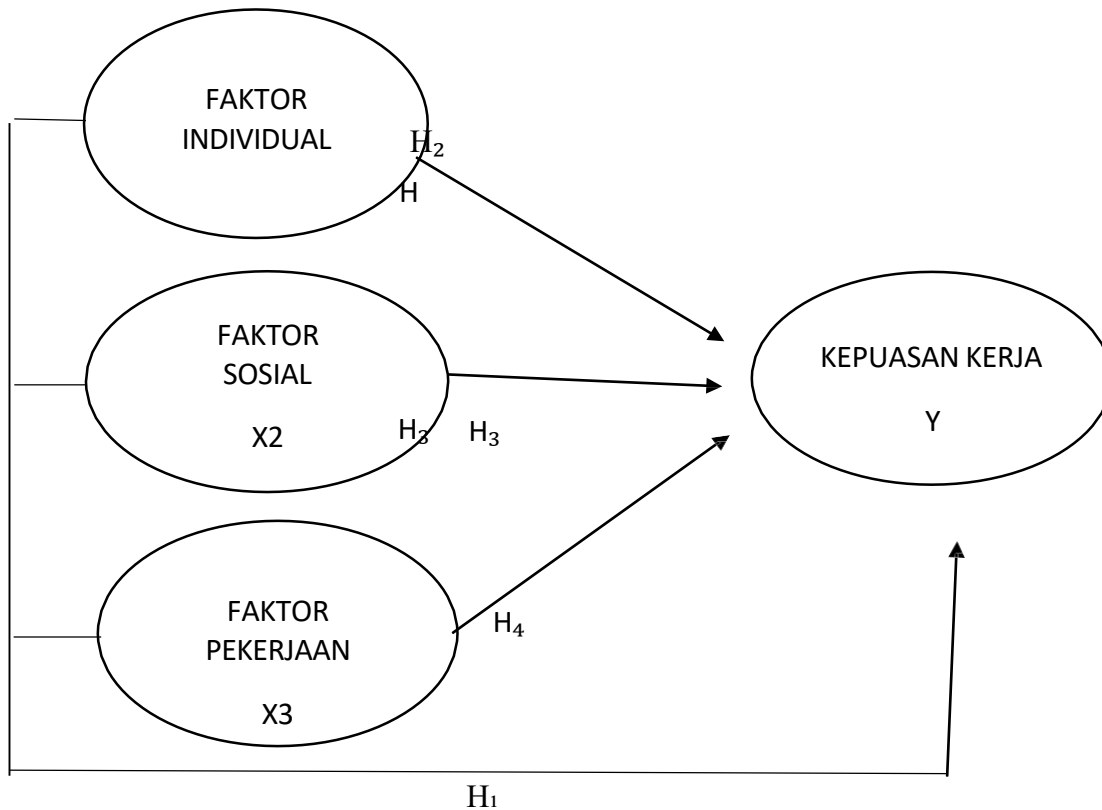 FAKTOR
INDIVIDUAL
H₂
H
FAKTOR
SOSIAL
X2
H₃ H₃
KEPUASAN KERJA
Y
FAKTOR
PEKERJAAN
X3
H₄
H₁